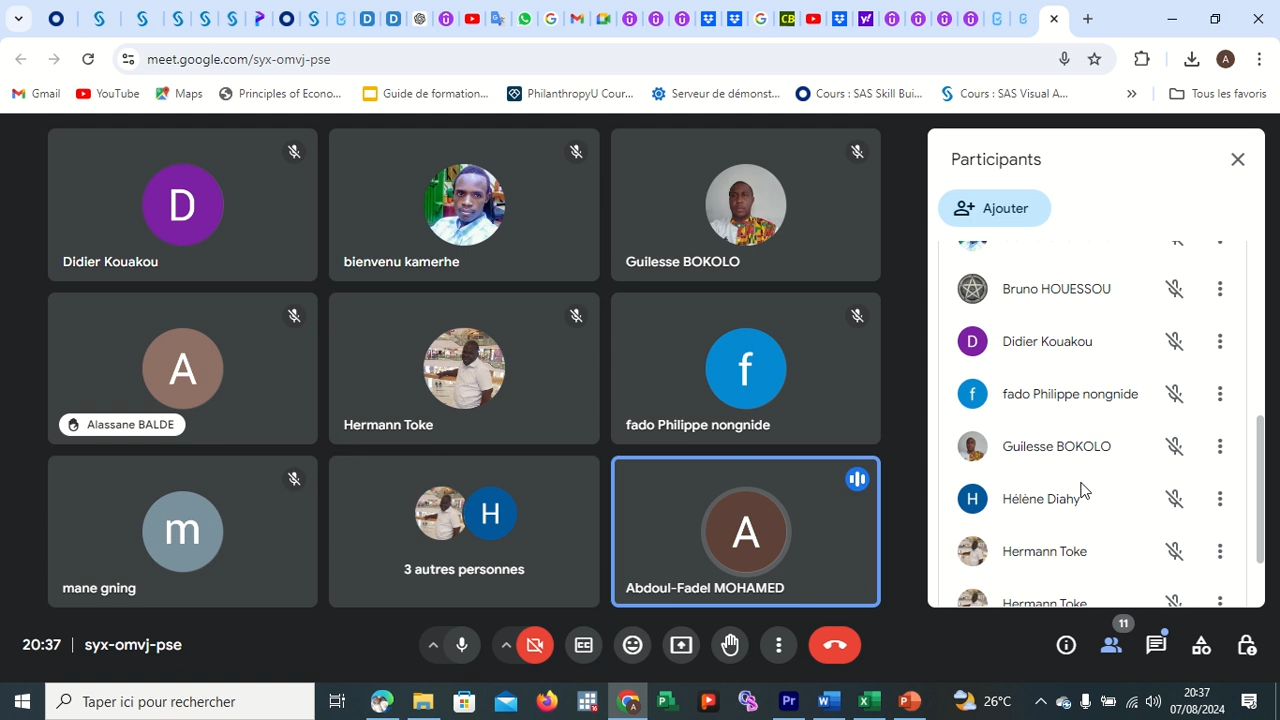 meet.google.com/syx-omvj-pse
A
Gmail
YouTube
Maps
Principles of Econo...
Guide de formation...
PhilanthropyU Cour...
Serveur de démonst...
Cours : SAS Skill Bui...
Cours : SAS Visual A...
»
Tous les favoris
D
Didier Kouakou
bienvenu kamerhe
Guilesse BOKOLO
A
Alassane BALDE
Hermann Toke
f
fado Philippe nongnide
m
mane gning
H
3 autres personnes
A
Abdoul-Fadel MOHAMED
Participants
Ajouter
Bruno HOUESSOU
D
Didier Kouakou
f
fado Philippe nongnide
Guilesse BOKOLO
H
Hélène Diahy
Hermann Toke
Hermann Toke
20:37 | syx-omvj-pse
11
Taper ici pour rechercher
26°C
20:37
07/08/2024